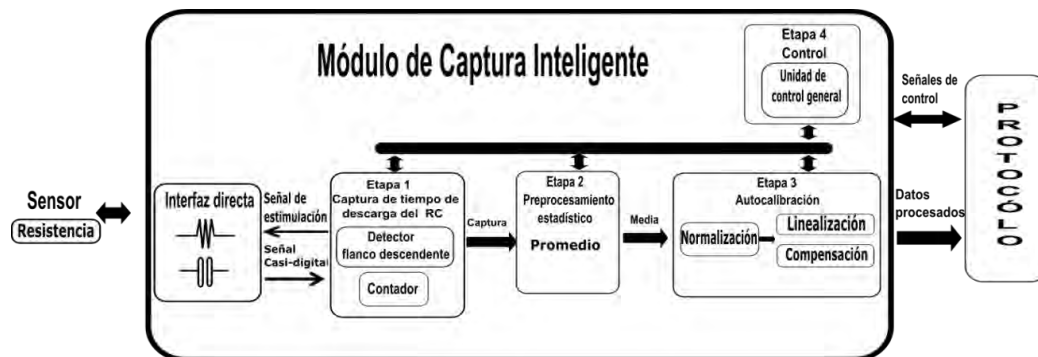 Módulo de Captura Inteligente
Etapa 4
Control
Unidad de
control general
Señales de
control
PROTOCÓLO
Sensor
Resistencia
Interfaz directa
Señal de
estimulación
Señal
Casi-digital
Etapa 1
Captura de tiempo de
descarga del RC
Detector
flanco descendente
Contador
Captura
Etapa 2
Preprocesamiento
estadístico
Promedio
Media
Etapa 3
Autocalibración
Normalización
Linealización
Compensación
Datos
procesados